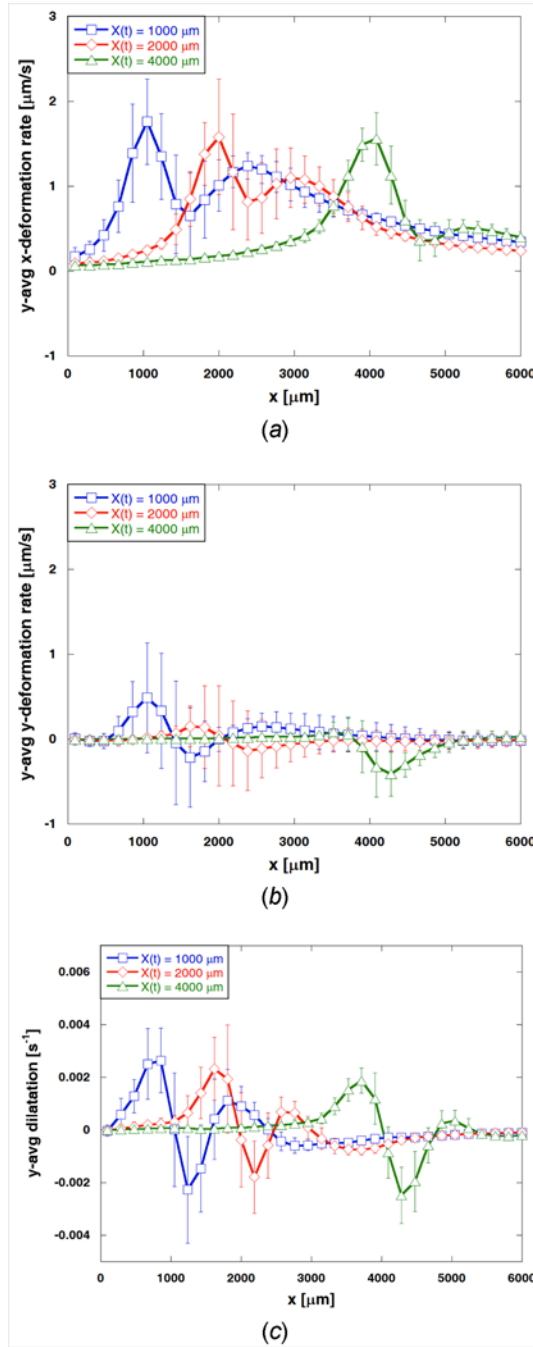 3
2
1
0
-1
y-avg x-deformation rate [μm/s]
X(t) = 1000 μm
X(t) = 2000 μm
X(t) = 4000 μm
0 1000 2000 3000 4000 5000 6000
x [μm]
(a)
3
2
1
0
-1
y-avg y-deformation rate [μm/s]
X(t) = 1000 μm
X(t) = 2000 μm
X(t) = 4000 μm
0 1000 2000 3000 4000 5000 6000
x [μm]
(b)
0.006
0.004
0.002
0
-0.002
-0.004
y-avg dilatation [s⁻¹]
X(t) = 1000 μm
X(t) = 2000 μm
X(t) = 4000 μm
0 1000 2000 3000 4000 5000 6000
x [μm]
(c)